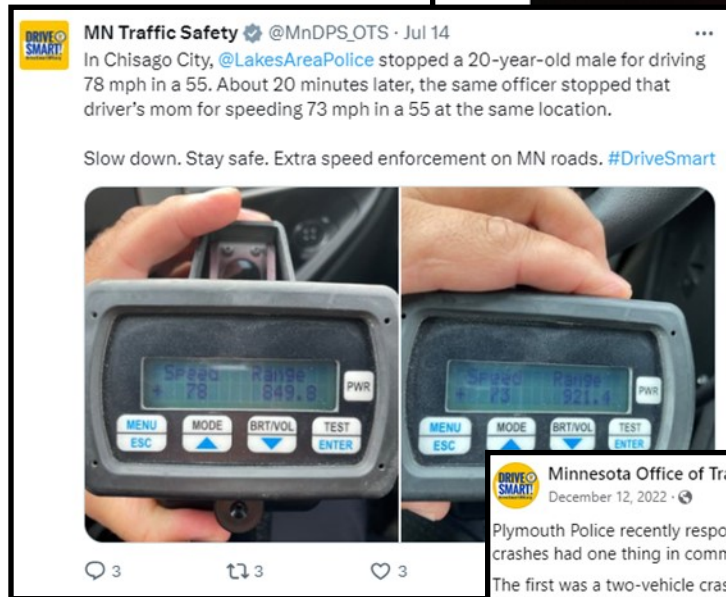 MN Traffic Safety @MnDPS_OTS · Jul 14
In Chisago City, @LakesAreaPolice stopped a 20-year-old male for driving
78 mph in a 55. About 20 minutes later, the same officer stopped that
driver's mom for speeding 73 mph in a 55 at the same location.
Slow down. Stay safe. Extra speed enforcement on MN roads. #DriveSmart
DRIVE
SMART!
Speed Range
+ 78 849.8
PWR
MENU MODE BRT/VOL TEST
ESC ENTER
Speed Range
+ 73 921.4
PWR
MENU MODE BRT/VOL TEST
ESC ENTER
3 3 3
DRIVE
SMART!
Minnesota Office of Tra
December 12, 2022 ·
Plymouth Police recently respo
crashes had one thing in comm
The first was a two-vehicle cras